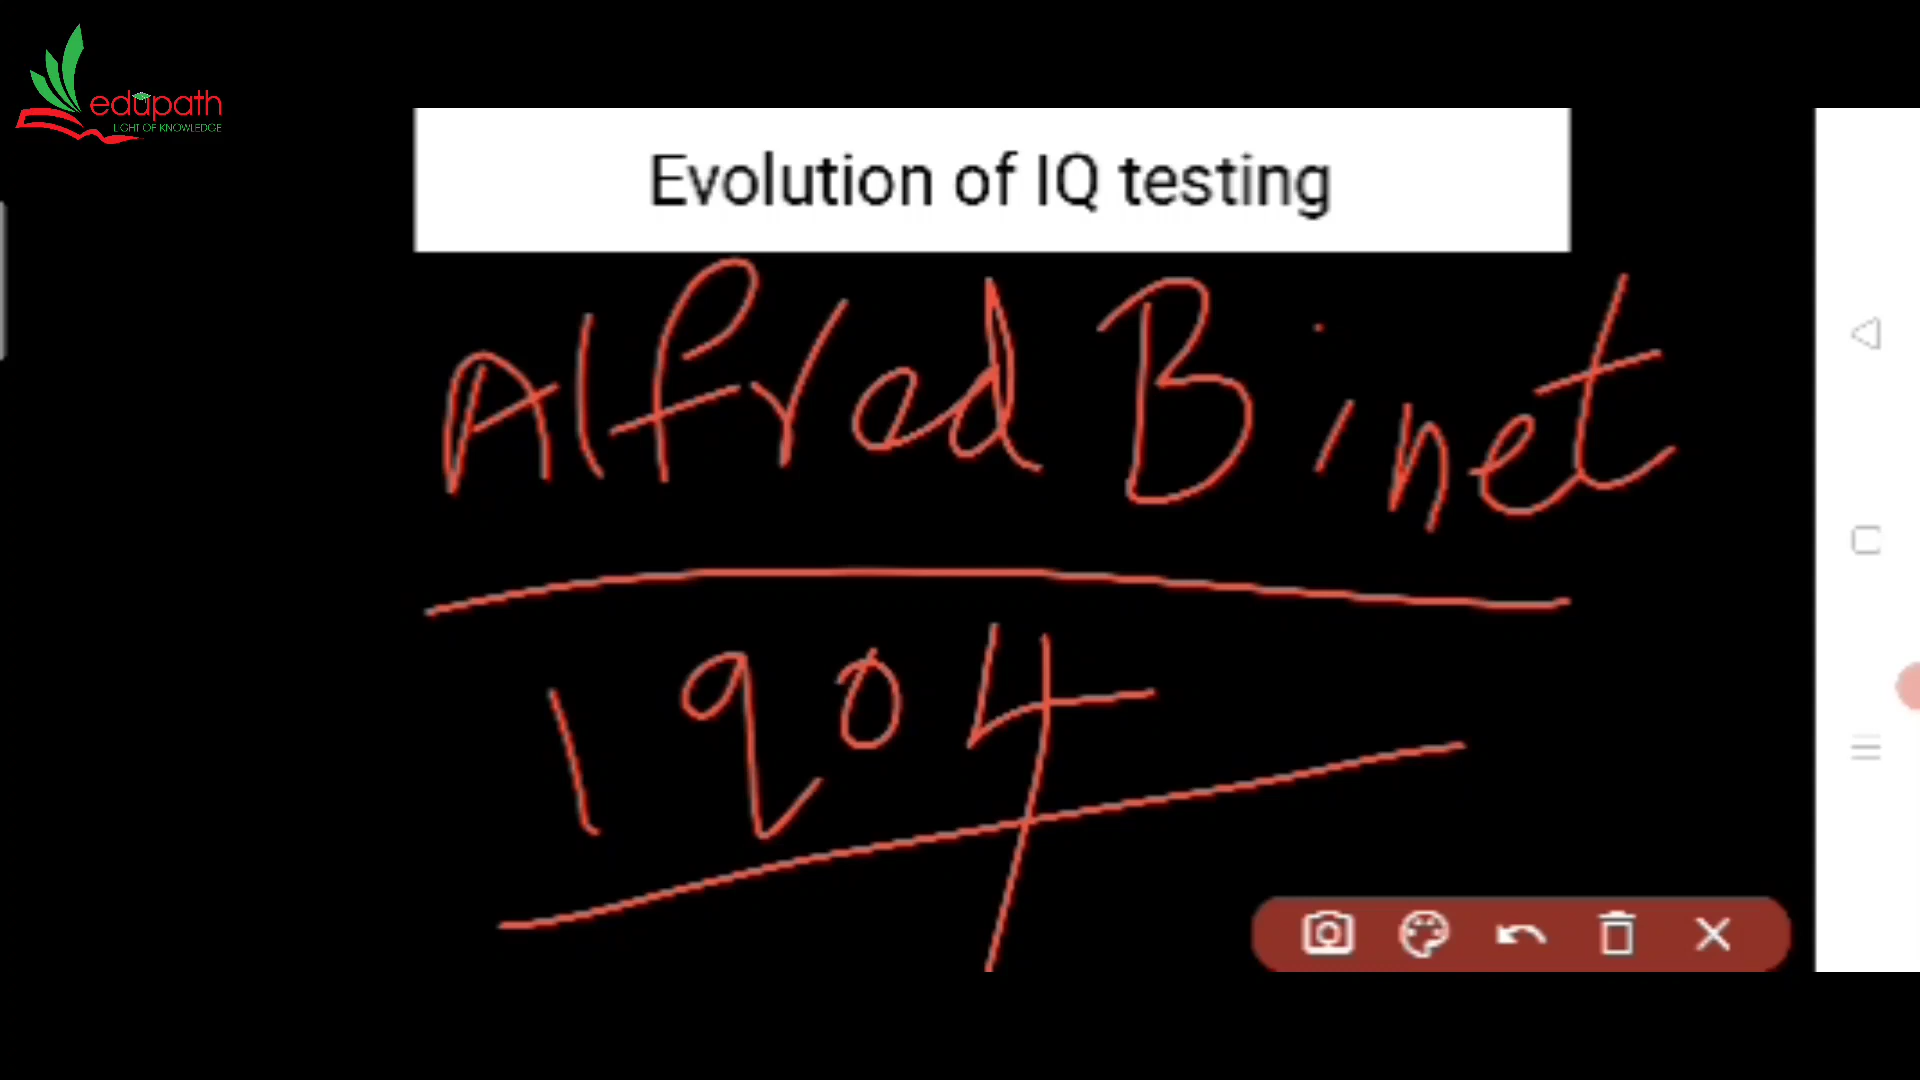 edupath
LIGHT OF KNOWLEDGE
Evolution of IQ testing
Alfred Binet
1904